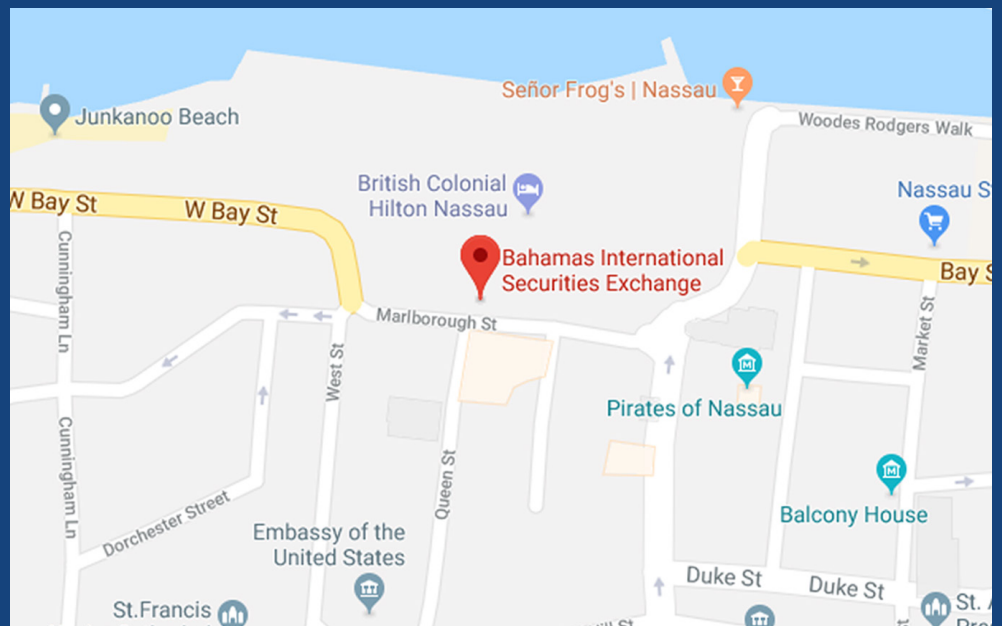 Señor Frog's | Nassau
Junkanoo Beach
Woodes Rodgers Walk
British Colonial
Hilton Nassau
Nassau S
W Bay St
W Bay St
Bahamas International
Securities Exchange
Bay S
Cunningham Ln
Marlborough St
Market St
West St
Pirates of Nassau
Cunningham Ln
Queen St
Dorchester Street
Balcony House
Embassy of the
United States
Duke St
Duke St
St.Francis
St. A